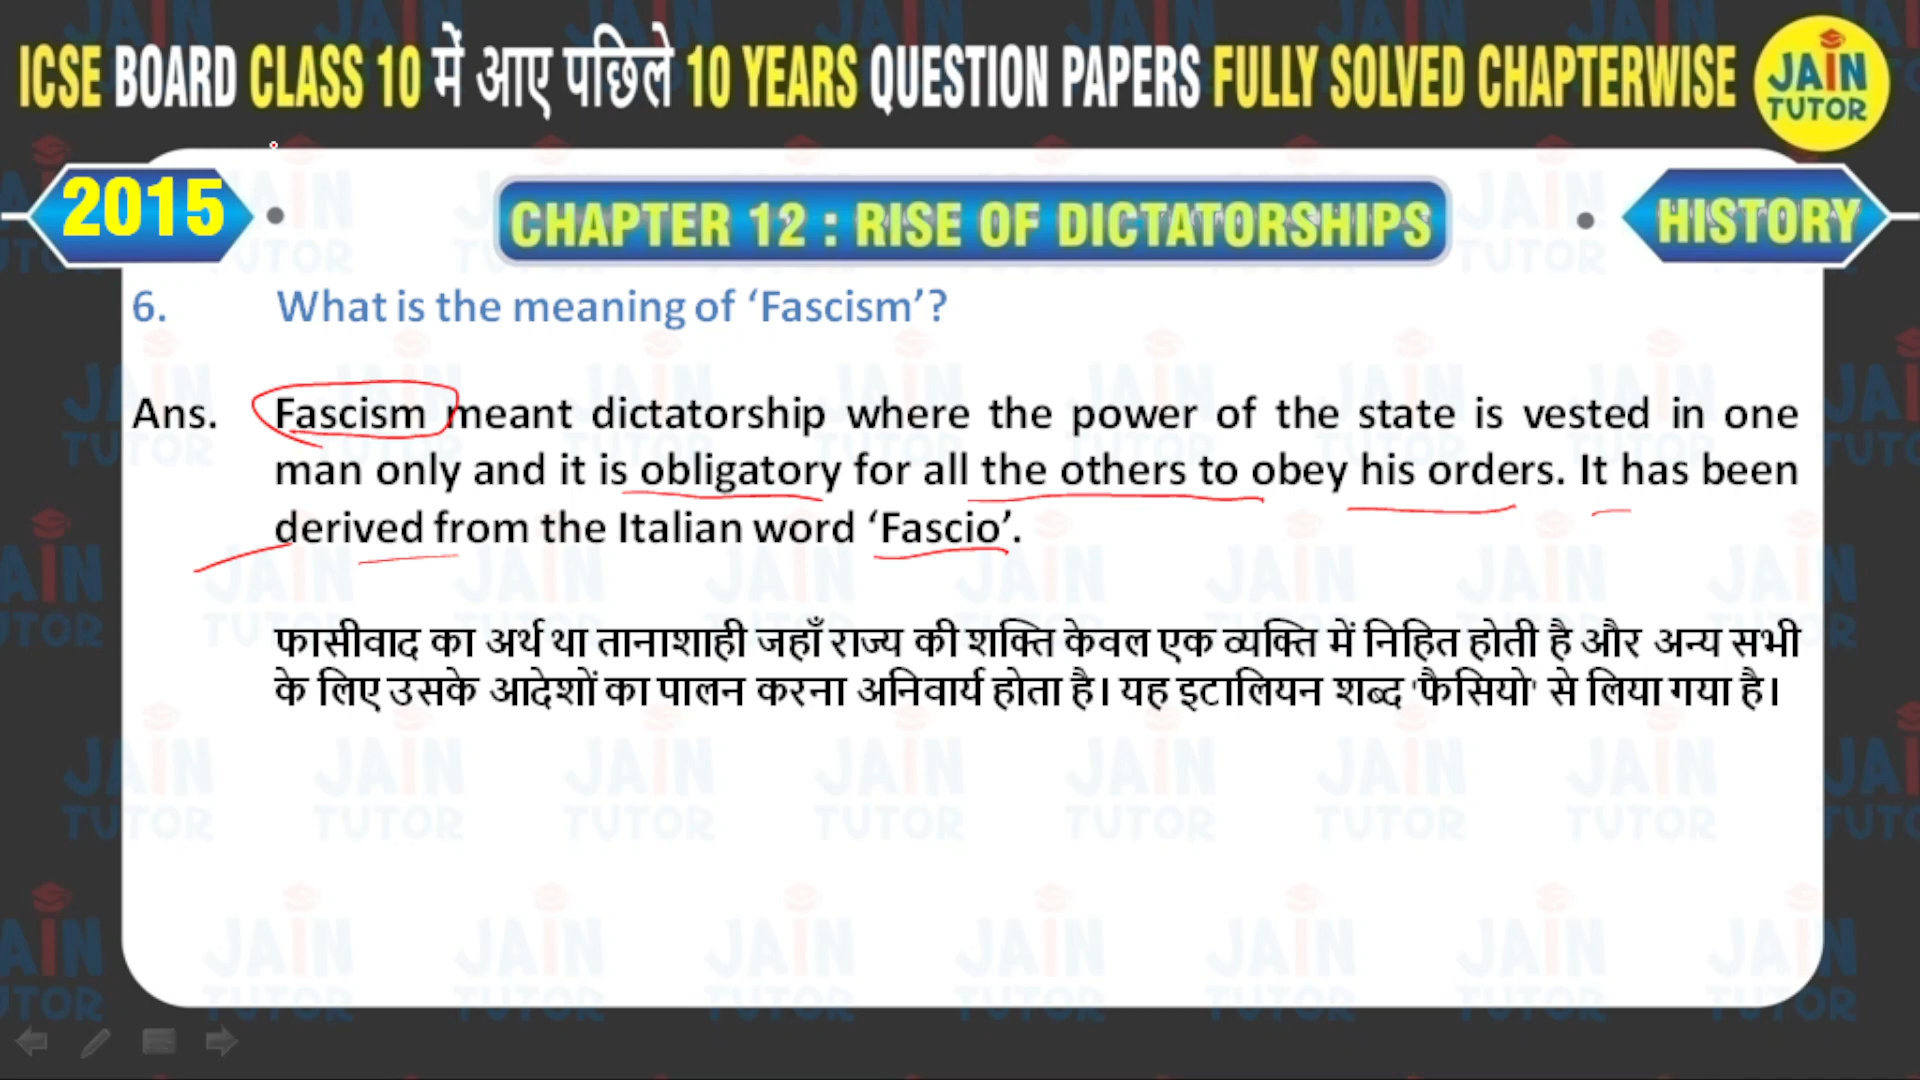 ICSE BOARD CLASS 10 में आए पछिले 10 YEARS QUESTION PAPERS FULLY SOLVED CHAPTERWISE
JAIN
TUTOR
2015
CHAPTER 12 : RISE OF DICTATORSHIPS
HISTORY
6. What is the meaning of ‘Fascism’?
Ans. Fascism meant dictatorship where the power of the state is vested in one
man only and it is obligatory for all the others to obey his orders. It has been
derived from the Italian word ‘Fascio’.
फासीवाद का अर्थ था तानाशाही जहाँ राज्य की शक्ति केवल एक व्यक्ति में निहित होती है और अन्य सभी
के लिए उसके आदेशों का पालन करना अनिवार्य होता है। यह इटालियन शब्द 'फैसियो' से लिया गया है।